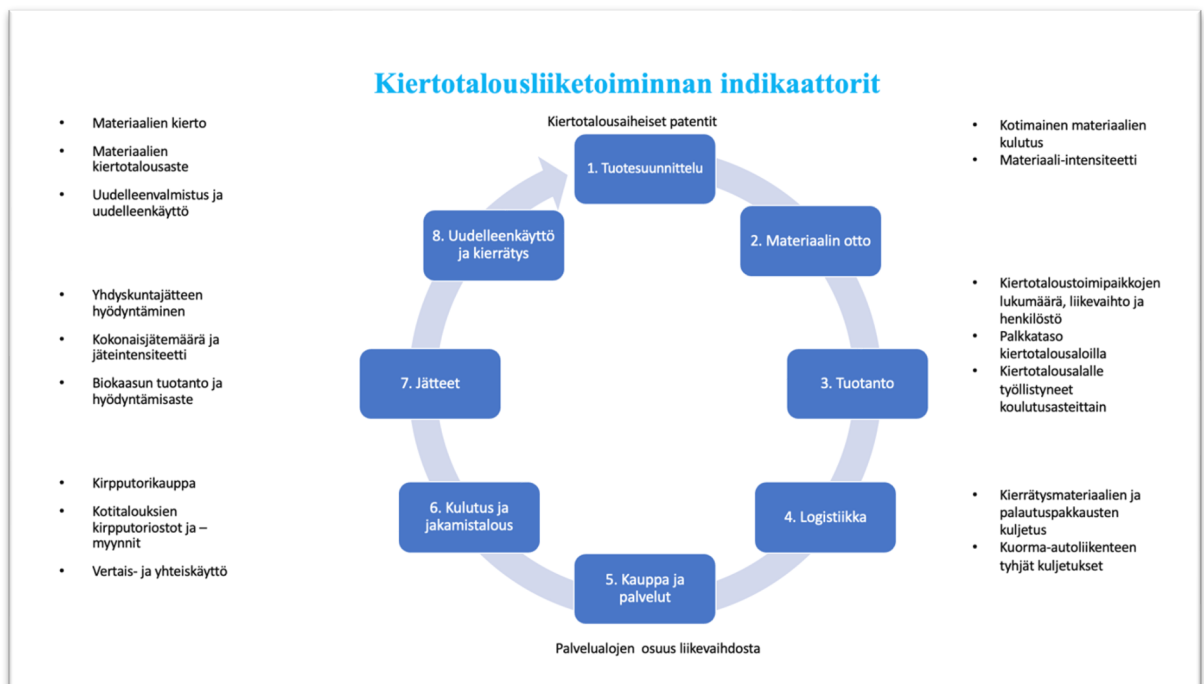 Kiertotalousliiketoiminnan indikaattorit
Kiertotalousaiheiset patentit
1. Tuotesuunnittelu
2. Materiaalin otto
3. Tuotanto
4. Logistiikka
5. Kauppa ja
palvelut
6. Kulutus ja
jakamistalous
7. Jätteet
8. Uudelleenkäyttö
ja kierrätys
Palvelualojen osuus liikevaihdosta
• Materiaalien kierto
• Materiaalien
kiertotalousaste
• Uudelleenvalmistus ja
uudelleenkäyttö
• Yhdyskuntajätteen
hyödyntäminen
• Kokonaisjätemäärä ja
jäteintensiteetti
• Biokaasun tuotanto ja
hyödyntämisaste
• Kirpputorikauppa
• Kotitalouksien
kirpputoriostot ja –
myynnit
• Vertais- ja yhteiskäyttö
• Kotimainen materiaalien
kulutus
• Materiaali-intensiteetti
• Kiertotaloustoimipaikkojen
lukumäärä, liikevaihto ja
henkilöstö
• Palkkataso
kiertotalousaloilla
• Kiertotalousalalle
työllistyneet
koulutusasteittain
• Kierrätysmateriaalien ja
palautuspakkausten
kuljetus
• Kuorma-autoliikenteen
tyhjät kuljetukset